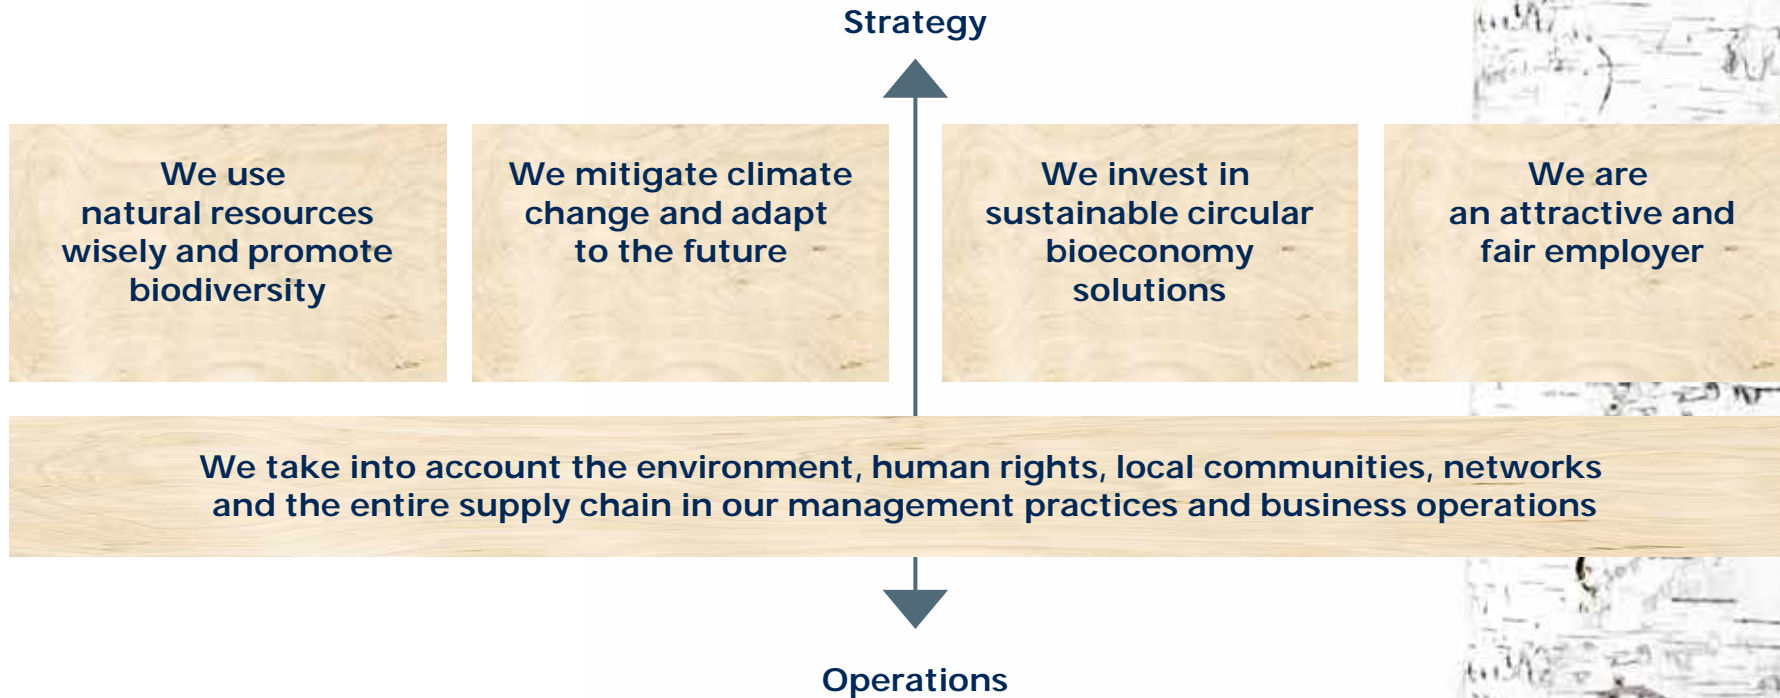 Strategy
We use
natural resources
wisely and promote
biodiversity
We mitigate climate
change and adapt
to the future
We invest in
sustainable circular
bioeconomy
solutions
We are
an attractive and
fair employer
We take into account the environment, human rights, local communities, networks
and the entire supply chain in our management practices and business operations
Operations